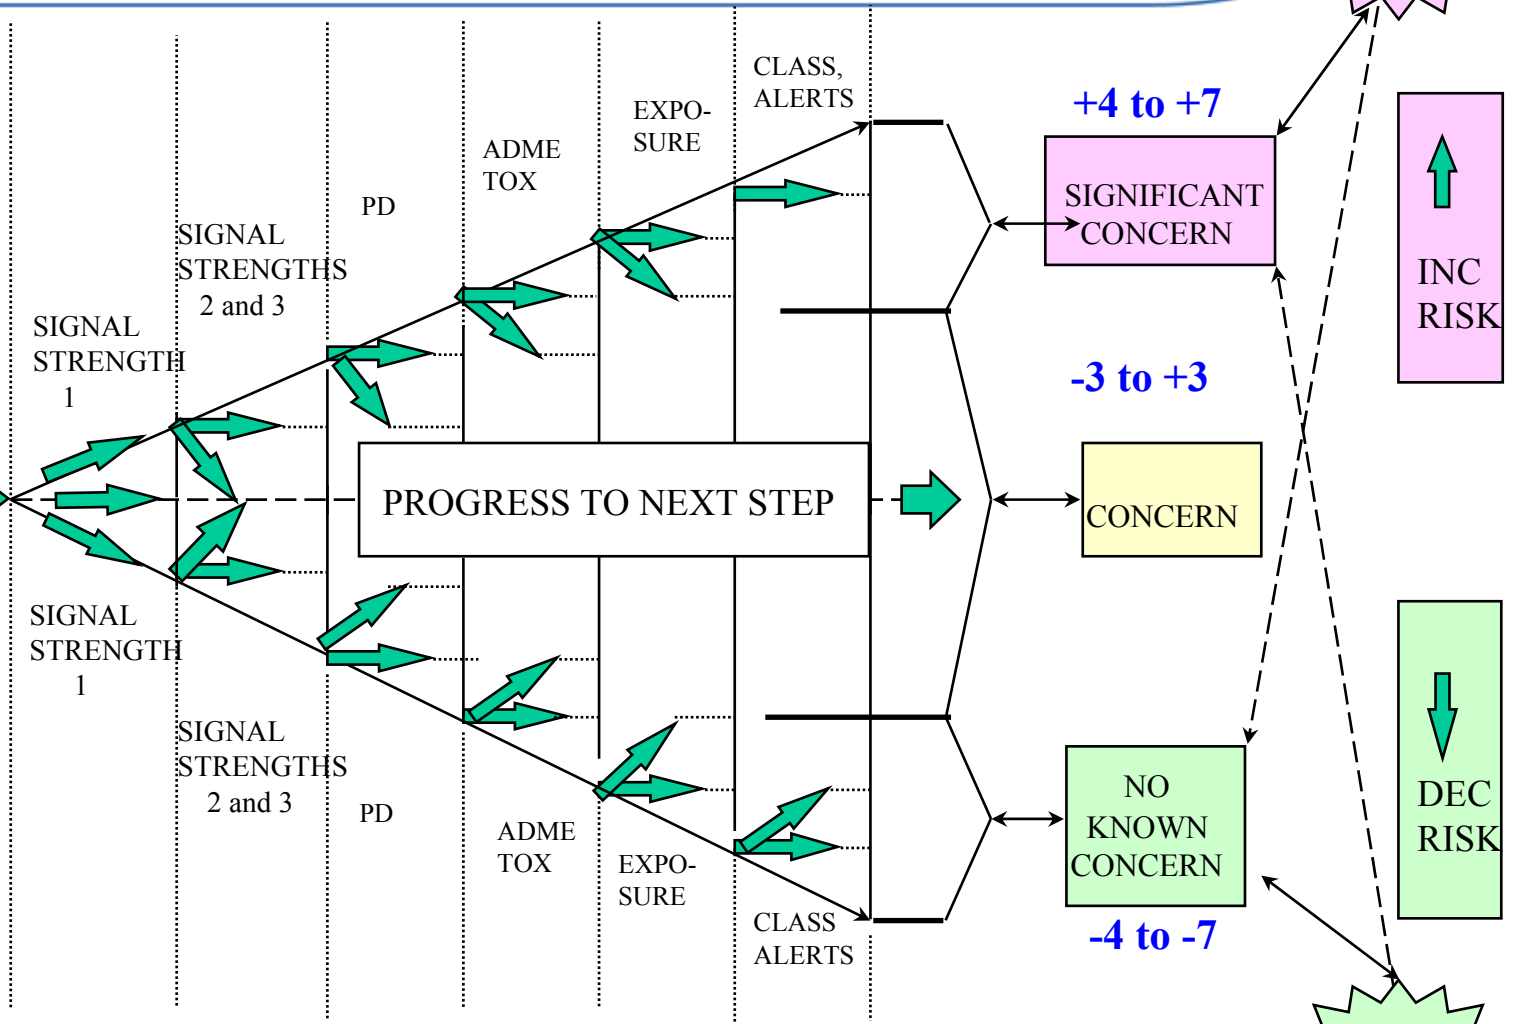 CLASS,
ALERTS
EXPO-
SURE
ADME
TOX
PD
SIGNAL
STRENGTHS
2 and 3
SIGNAL
STRENGTH
1
+4 to +7
SIGNIFICANT
CONCERN
INC
RISK
-3 to +3
PROGRESS TO NEXT STEP
CONCERN
SIGNAL
STRENGTH
1
SIGNAL
STRENGTHS
2 and 3
PD
ADME
TOX
EXPO-
SURE
CLASS
ALERTS
NO
KNOWN
CONCERN
-4 to -7
DEC
RISK